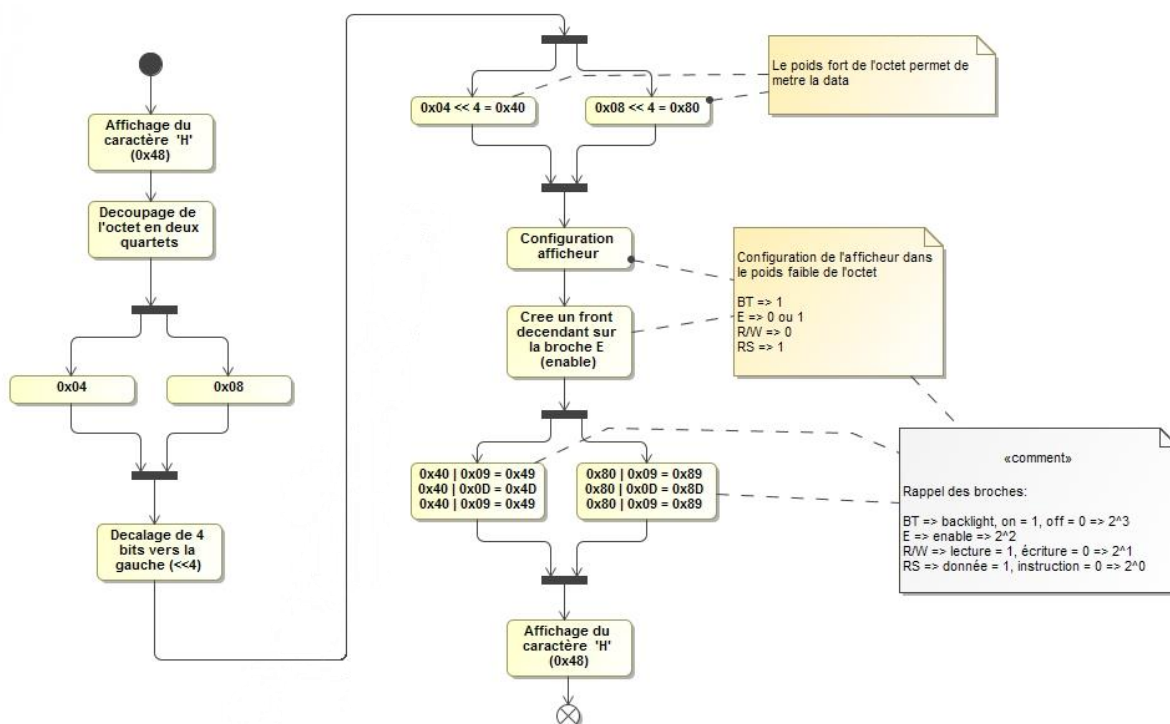 Affichage du
caractère 'H'
(0x48)
Decoupage de
l'octet en deux
quartets
0x04
0x08
Decalage de 4
bits vers la
gauche (<<4)
0x04 << 4 = 0x40
0x08 << 4 = 0x80
Le poids fort de l'octet permet de
metre la data
Configuration
afficheur
Configuration de l'afficheur dans
le poids faible de l'octet
BT => 1
E => 0 ou 1
R/W => 0
RS => 1
Cree un front
decendant sur
la broche E
(enable)
0x40 | 0x09 = 0x49
0x40 | 0x0D = 0x4D
0x40 | 0x09 = 0x49
0x80 | 0x09 = 0x89
0x80 | 0x0D = 0x8D
0x80 | 0x09 = 0x89
«comment»
Rappel des broches:
BT => backlight, on = 1, off = 0 => 2^3
E => enable => 2^2
R/W => lecture = 1, écriture = 0 => 2^1
RS => donnée = 1, instruction = 0 => 2^0
Affichage du
caractère 'H'
(0x48)